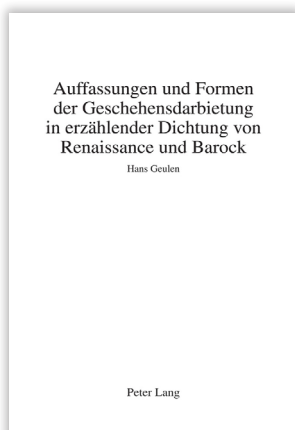 Auffassungen und Formen
der Geschehensdarbietung
in erzählender Dichtung von
Renaissance und Barock
Hans Geulen
Peter Lang